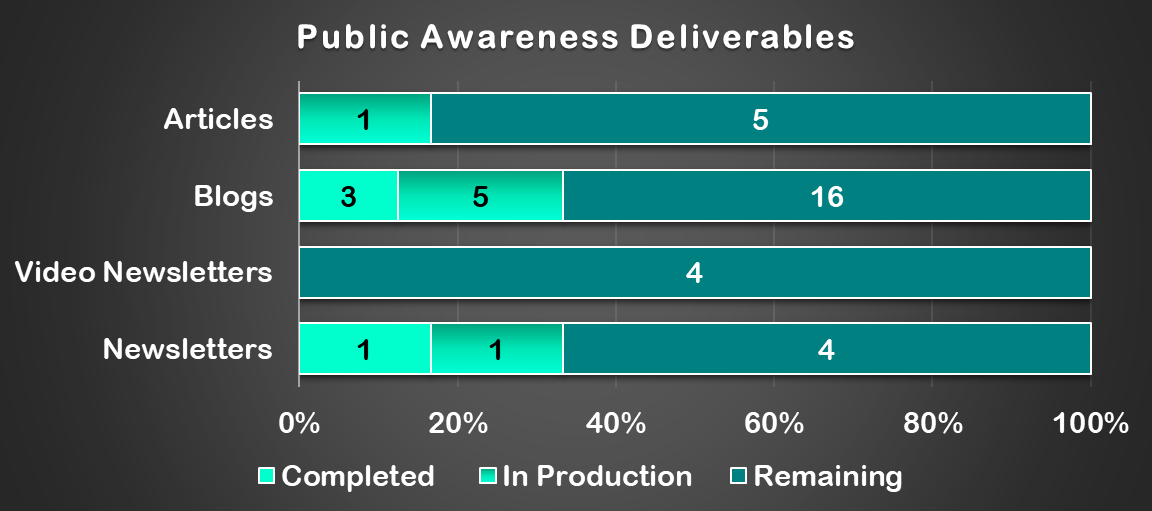 Public Awareness Deliverables
Articles 1 5
Blogs 3 5 16
Video Newsletters 4
Newsletters 1 1 4
0% 20% 40% 60% 80% 100%
Completed In Production Remaining